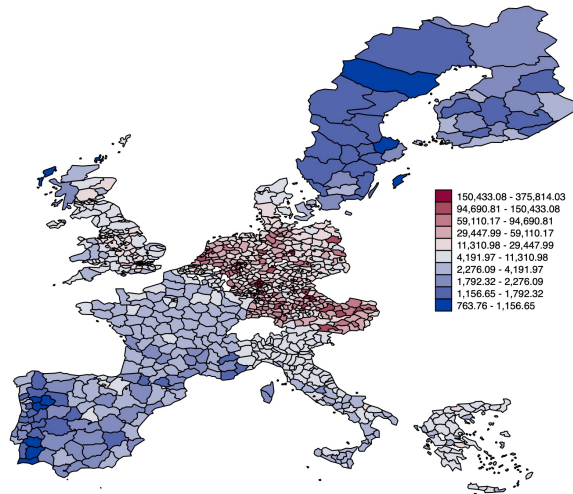 150,433.08 - 375,814.03
94,690.81 - 150,433.08
59,110.17 - 94,690.81
29,447.99 - 59,110.17
11,310.98 - 29,447.99
4,191.97 - 11,310.98
2,276.09 - 4,191.97
1,792.32 - 2,276.09
1,156.65 - 1,792.32
763.76 - 1,156.65